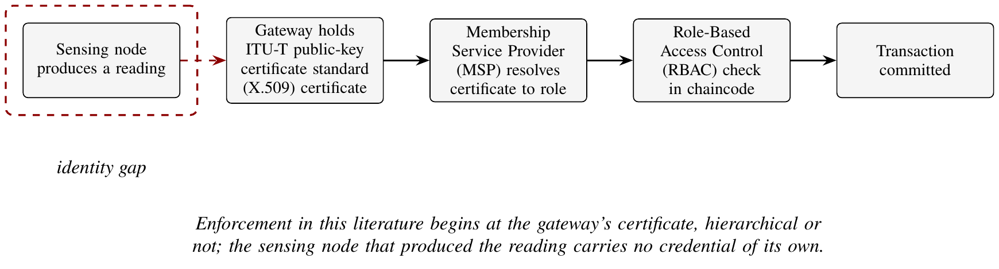 Sensing node
produces a reading
Gateway holds
ITU-T public-key
certificate standard
(X.509) certificate
Membership
Service Provider
(MSP) resolves
certificate to role
Role-Based
Access Control
(RBAC) check
in chaincode
Transaction
committed
identity gap
Enforcement in this literature begins at the gateway’s certificate, hierarchical or
not; the sensing node that produced the reading carries no credential of its own.